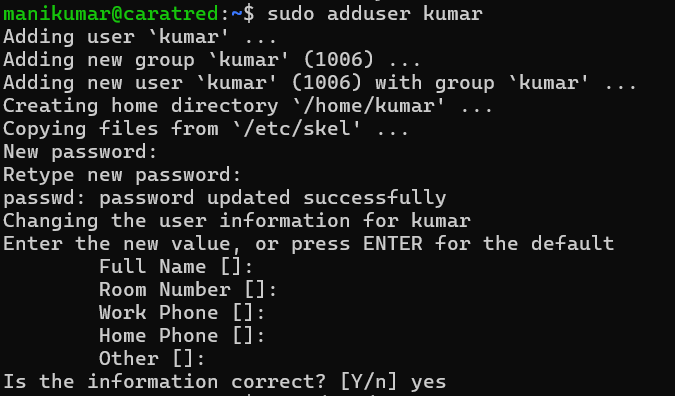 manikumar@caratred:~$ sudo adduser kumar
Adding user `kumar' ...
Adding new group `kumar' (1006) ...
Adding new user `kumar' (1006) with group `kumar' ...
Creating home directory `/home/kumar' ...
Copying files from `/etc/skel' ...
New password:
Retype new password:
passwd: password updated successfully
Changing the user information for kumar
Enter the new value, or press ENTER for the default
        Full Name []:
        Room Number []:
        Work Phone []:
        Home Phone []:
        Other []:
Is the information correct? [Y/n] yes